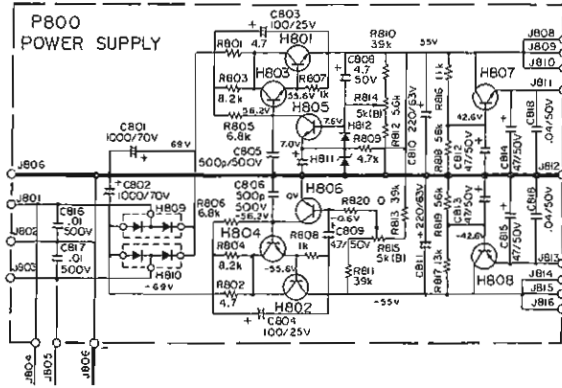 P800
POWER SUPPLY
C803
100/25V
R801
4.7
H801
R803
8.2k
H803
R807
1k
55.6V
56.2V
C808
4.7
50V
R810
39k
55V
R814
5k(B)
R812
5.6k
C810
220/63V
R816
11k
H807
42.6V
R818
56k
C812
47/50V
C814
47/50V
C818
.04/50V
J808
J809
J810
J811
H805
7.6V
H812
R809
4.7k
7.0V
H811
R805
6.8k
C805
500p/500V
C801
1000/70V
69V
J806
J812
J801
C802
1000/70V
C816
.01
500V
J802
C817
.01
500V
J803
H809
H810
-69V
C806
500p
500V
R806
6.8k
-56.2V
H806
0V
R820
0
-0.6V
R813
39k
R804
8.2k
H804
R808
1k
C809
47/50V
R815
5k(B)
-55.6V
R802
4.7
H802
R811
39k
C804
100/25V
-55V
C811
220/63V
R819
56k
C813
47/50V
-42.6V
R817
13k
H808
C815
47/50V
C818
.04/50V
J813
J814
J815
J816
J804
J805
J806